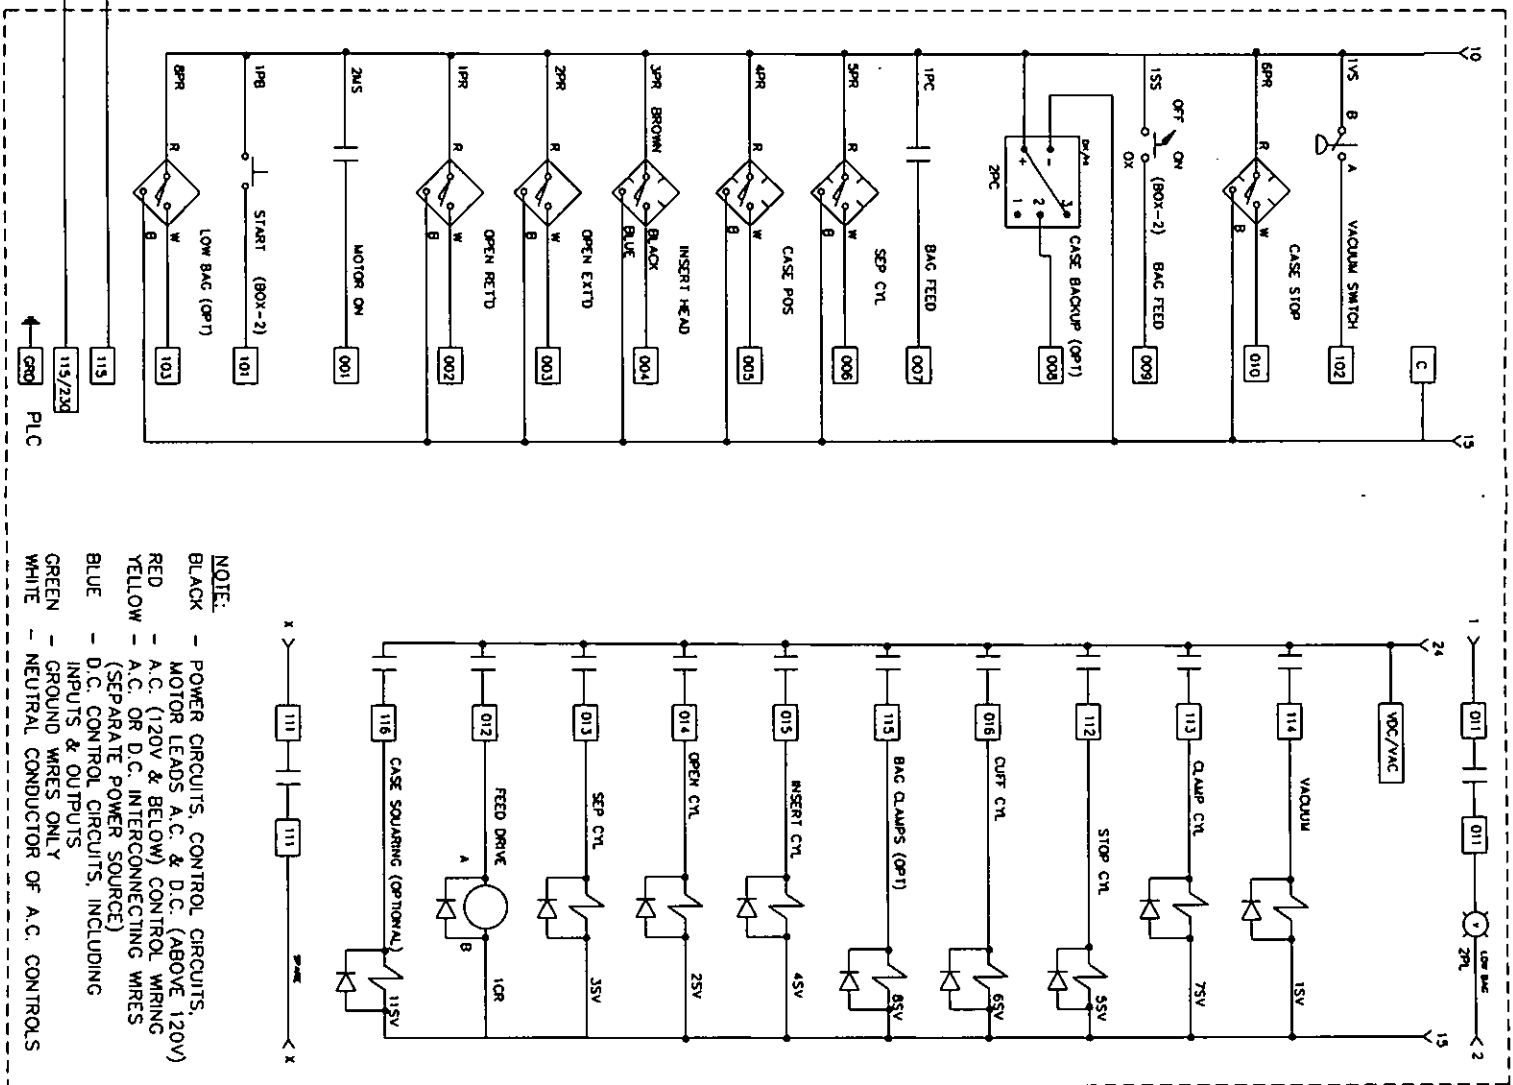 10
1VS B A VACUUM SWITCH 102
6PR R W B CASE STOP 010
1SS OFF ON OX (BOX-2) BAG FEED 009
2PC + - 1 2 3 CASE BACKUP (OPT) 008
1PC BAG FEED 007
5PR R W B SEP CYL 006
4PR R W B CASE POS 005
3PR BROWN BLACK BLUE INSERT HEAD 004
2PR R W B OPEN EXT'D 003
1PR R W B OPEN RET'D 002
2MS MOTOR ON 001
1PB START (BOX-2) 101
8PR R W B LOW BAG (OPT) 103
C
15
115
115/230
GRD PLC
1 011 011 Y LOW BAG 2PL 2
24
VDC/VAC
114 VACUUM 1SV
113 CLAMP CYL 7SV
112 STOP CYL 5SV
016 CUFF CYL 6SV
115 BAG CLAMPS (OPT) 8SV
015 INSERT CYL 4SV
014 OPEN CYL 2SV
013 SEP CYL 3SV
012 FEED DRIVE A B 1CR
116 CASE SQUARING (OPTIONAL) 11SV
15
X 111 111 SPARE X
NOTE:
BLACK - POWER CIRCUITS, CONTROL CIRCUITS,
MOTOR LEADS A.C. & D.C. (ABOVE 120V)
RED - A.C. (120V & BELOW) CONTROL WIRING
YELLOW - A.C. OR D.C. INTERCONNECTING WIRES
(SEPARATE POWER SOURCE)
BLUE - D.C. CONTROL CIRCUITS, INCLUDING
INPUTS & OUTPUTS
GREEN - GROUND WIRES ONLY
WHITE - NEUTRAL CONDUCTOR OF A.C. CONTROLS